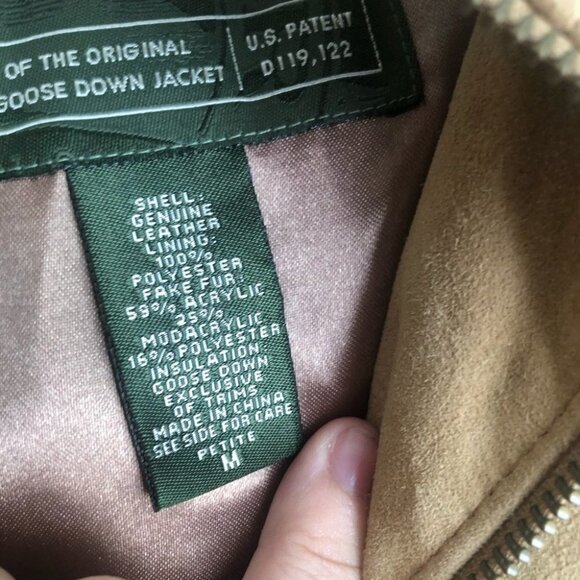 OF THE ORIGINAL
GOOSE DOWN JACKET
U.S. PATENT
D119,122
SHELL:
GENUINE
LEATHER
LINING:
100%
POLYESTER
FAKE FUR:
59% ACRYLIC
25%
MODACRYLIC
16% POLYESTER
INSULATION:
GOOSE DOWN
EXCLUSIVE
OF TRIMS
MADE IN CHINA
SEE SIDE FOR CARE
PETITE
M